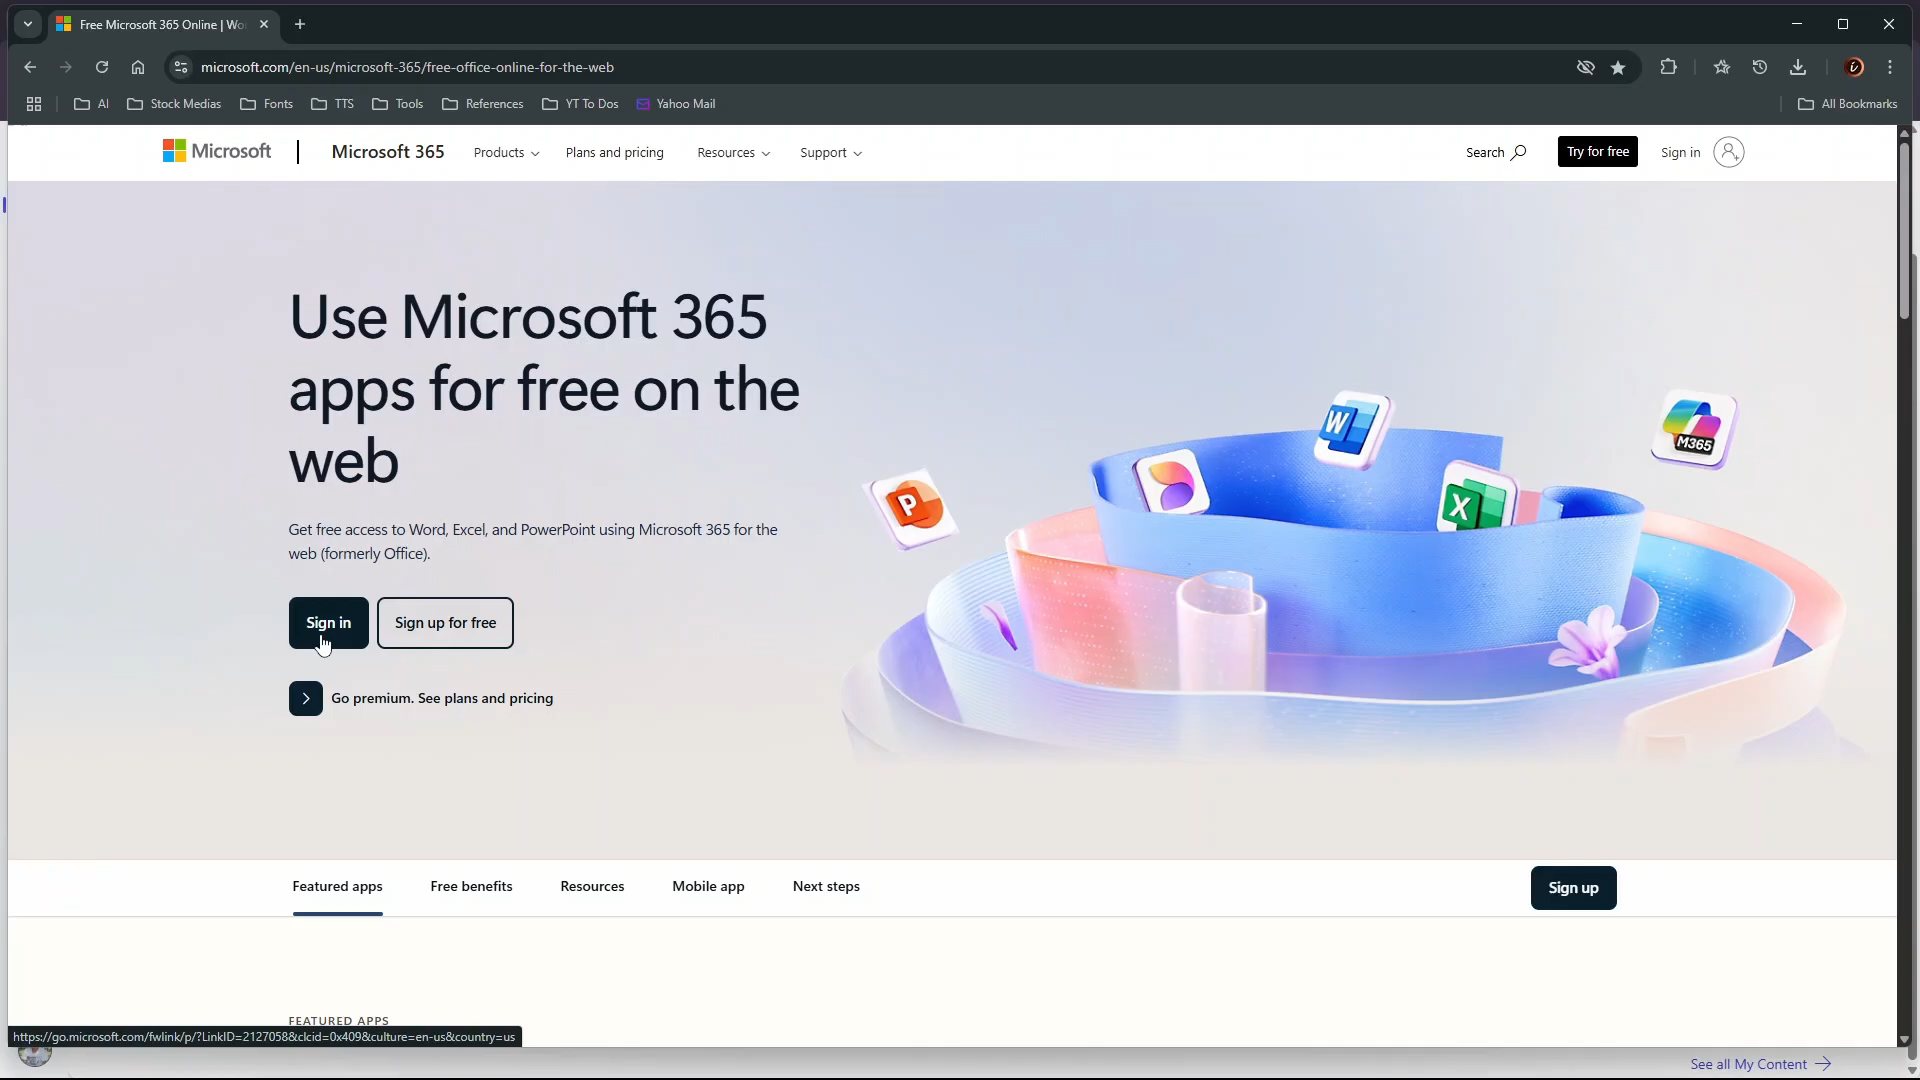 Free Microsoft 365 Online | Wo
microsoft.com/en-us/microsoft-365/free-office-online-for-the-web
AI
Stock Medias
Fonts
TTS
Tools
References
YT To Dos
Yahoo Mail
All Bookmarks
Microsoft
Microsoft 365
Products
Plans and pricing
Resources
Support
Search
Try for free
Sign in
Use Microsoft 365
apps for free on the
web
Get free access to Word, Excel, and PowerPoint using Microsoft 365 for the
web (formerly Office).
Sign in
Sign up for free
Go premium. See plans and pricing
P
W
X
M365
Featured apps
Free benefits
Resources
Mobile app
Next steps
Sign up
FEATURED APPS
https://go.microsoft.com/fwlink/p/?LinkID=2127058&clcid=0x409&culture=en-us&country=us
See all My Content